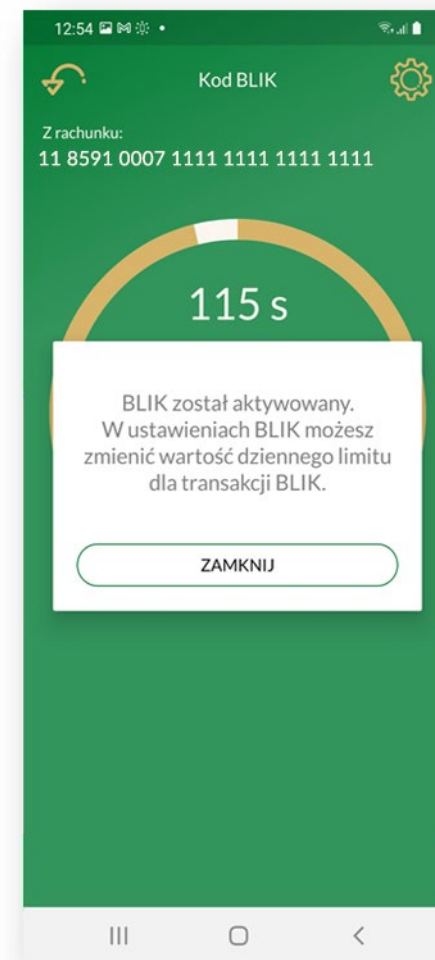 12:54
Kod BLIK
Z rachunku:
11 8591 0007 1111 1111 1111 1111
115 s
BLIK został aktywowany.
W ustawieniach BLIK możesz
zmienić wartość dziennego limitu
dla transakcji BLIK.
ZAMKNIJ